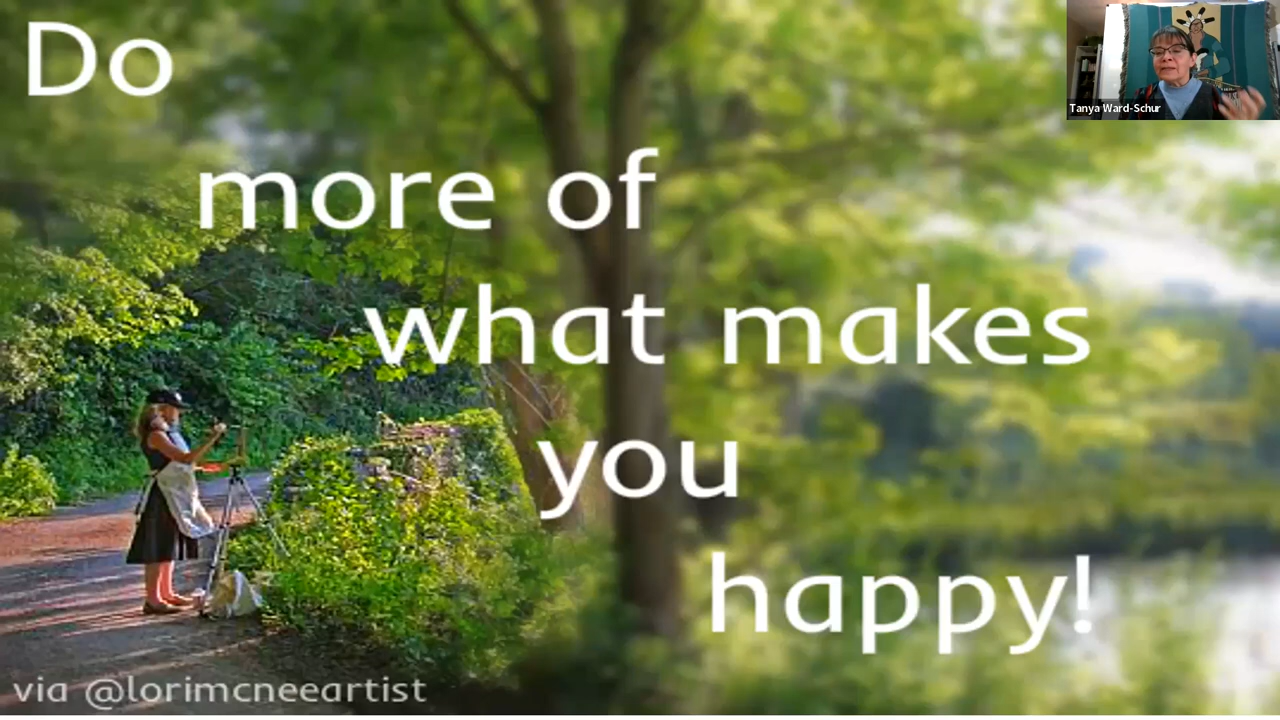 Do
more of
what makes
you
happy!
via @lorimcneeartist
Tanya Ward-Schur